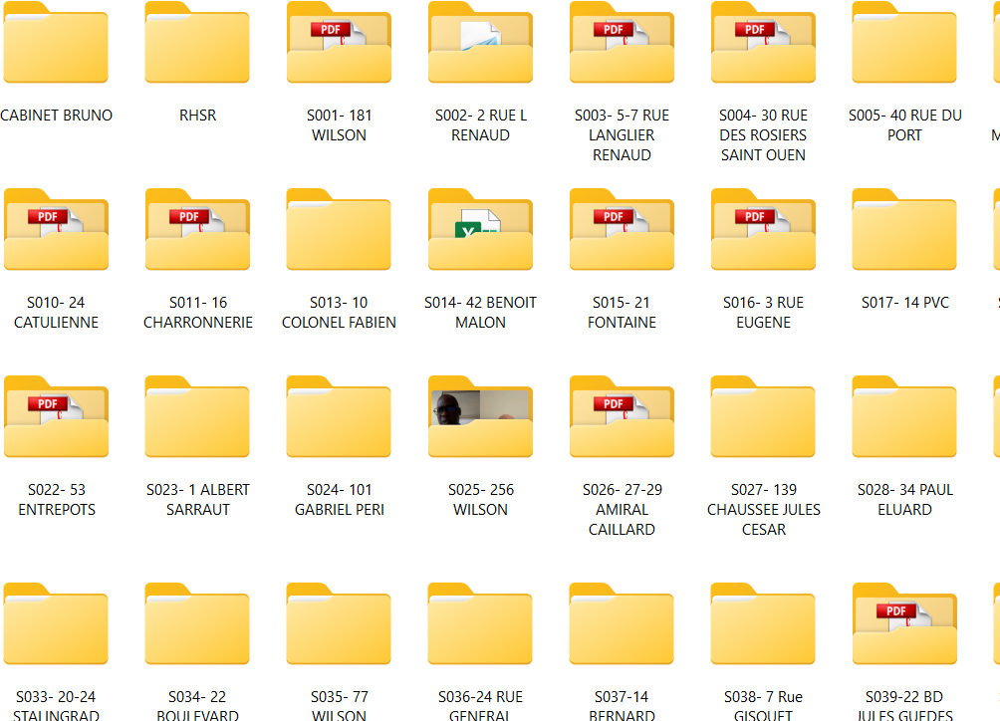 PDF
PDF
PDF
CABINET BRUNO
RHSR
S001- 181
WILSON
S002- 2 RUE L
RENAUD
S003- 5-7 RUE
LANGLIER
RENAUD
S004- 30 RUE
DES ROSIERS
SAINT OUEN
S005- 40 RUE DU
PORT
M
PDF
PDF
X
PDF
PDF
S010- 24
CATULIENNE
S011- 16
CHARRONNERIE
S013- 10
COLONEL FABIEN
S014- 42 BENOIT
MALON
S015- 21
FONTAINE
S016- 3 RUE
EUGENE
S017- 14 PVC
PDF
PDF
S022- 53
ENTREPOTS
S023- 1 ALBERT
SARRAUT
S024- 101
GABRIEL PERI
S025- 256
WILSON
S026- 27-29
AMIRAL
CAILLARD
S027- 139
CHAUSSEE JULES
CESAR
S028- 34 PAUL
ELUARD
PDF
S033- 20-24
STALINGRAD
S034- 22
BOULEVARD
S035- 77
WILSON
S036-24 RUE
GENERAL
S037-14
BERNARD
S038- 7 Rue
GISQUET
S039-22 BD
JULES GUEDES